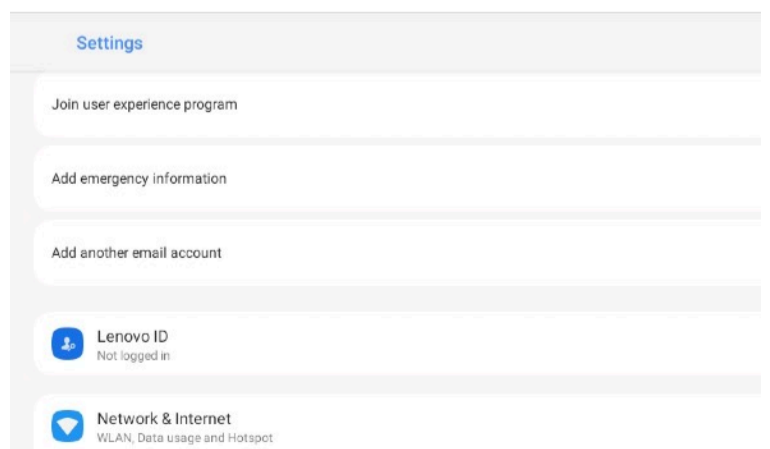 Settings
Join user experience program
Add emergency information
Add another email account
Lenovo ID
Not logged in
Network & Internet
WLAN, Data usage and Hotspot